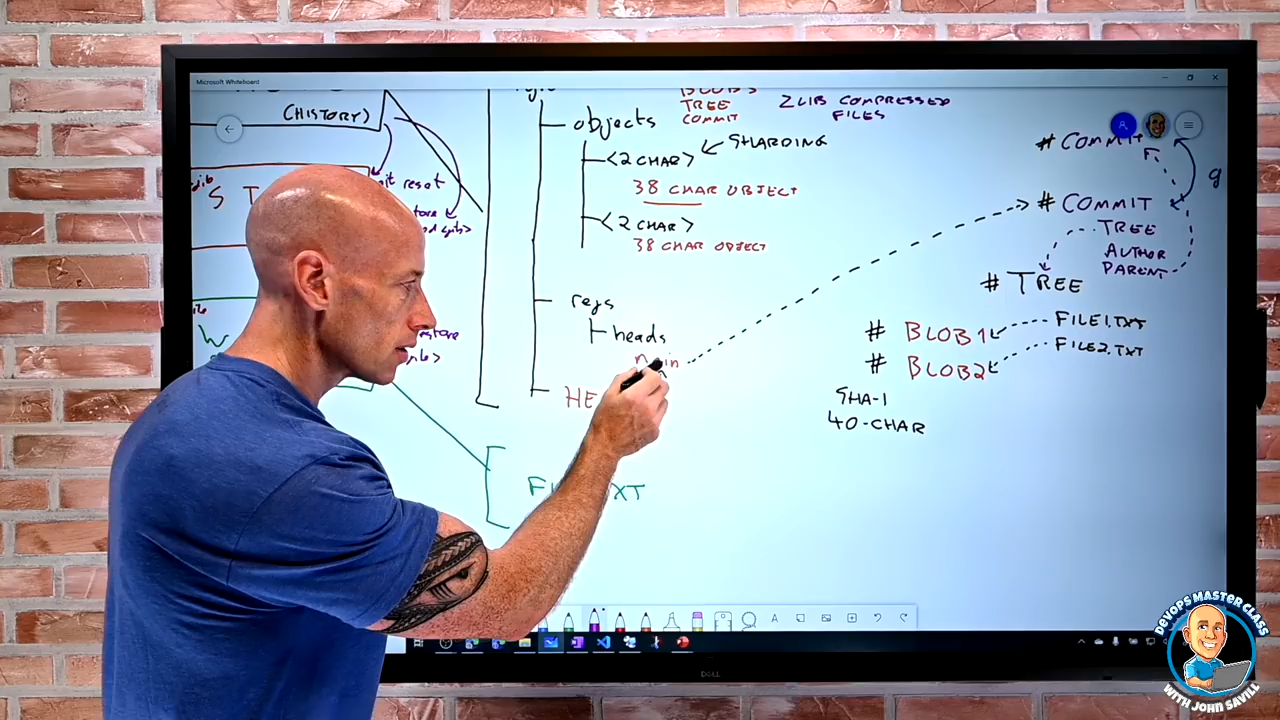 Microsoft Whiteboard
(HISTORY)
S T
W
BLOBS
TREE
COMMIT
ZLIB COMPRESSED
FILES
objects
<2 CHAR>
SHARDING
38 CHAR OBJECT
<2 CHAR>
38 CHAR OBJECT
refs
heads
# COMMIT
g
# COMMIT
TREE
AUTHOR
PARENT
# TREE
# BLOB1
FILE1.TXT
# BLOB2
FILE2.TXT
SHA-1
40-CHAR
DELL
DEVOPS MASTER CLASS
WITH JOHN SAVILL